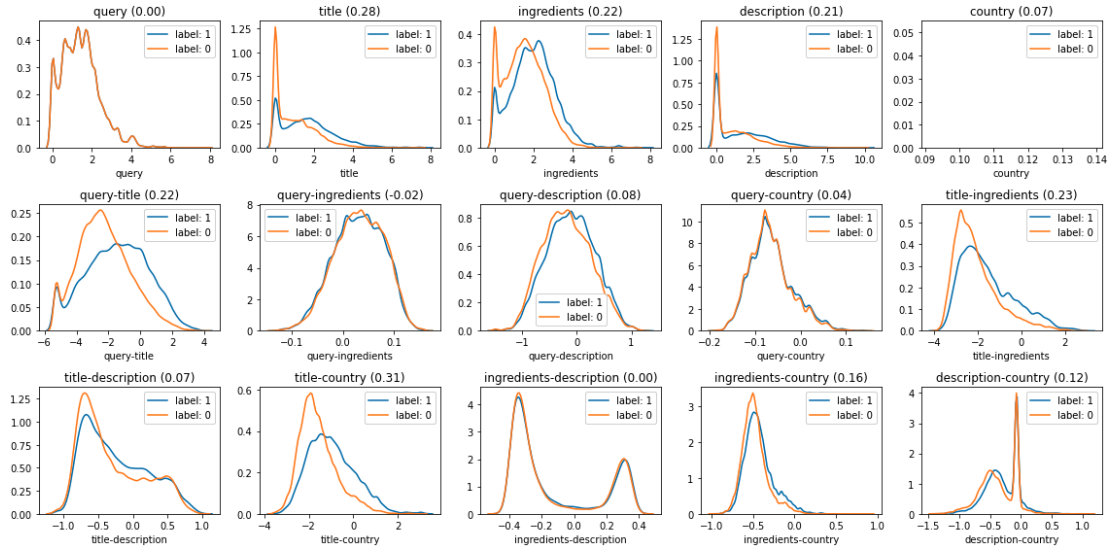 query (0.00)
0.4
0.3
0.2
0.1
0.0
label: 1
label: 0
0 2 4 6 8
query
title (0.28)
1.25
1.00
0.75
0.50
0.25
0.00
label: 1
label: 0
0 2 4 6 8
title
ingredients (0.22)
0.4
0.3
0.2
0.1
0.0
label: 1
label: 0
0 2 4 6 8
ingredients
description (0.21)
1.25
1.00
0.75
0.50
0.25
0.00
label: 1
label: 0
0.0 2.5 5.0 7.5 10.0
description
country (0.07)
0.05
0.04
0.03
0.02
0.01
0.00
label: 1
label: 0
0.09 0.10 0.11 0.12 0.13 0.14
country
query-title (0.22)
0.25
0.20
0.15
0.10
0.05
0.00
label: 1
label: 0
−6 −4 −2 0 2 4
query-title
query-ingredients (-0.02)
8
6
4
2
0
label: 1
label: 0
−0.1 0.0 0.1
query-ingredients
query-description (0.08)
0.8
0.6
0.4
0.2
0.0
label: 1
label: 0
−1 0 1
query-description
query-country (0.04)
10
8
6
4
2
0
label: 1
label: 0
−0.2 −0.1 0.0 0.1
query-country
title-ingredients (0.23)
0.5
0.4
0.3
0.2
0.1
0.0
label: 1
label: 0
−4 −2 0 2
title-ingredients
title-description (0.07)
1.25
1.00
0.75
0.50
0.25
0.00
label: 1
label: 0
−1.0 −0.5 0.0 0.5 1.0
title-description
title-country (0.31)
0.6
0.4
0.2
0.0
label: 1
label: 0
−4 −2 0 2
title-country
ingredients-description (0.00)
4
3
2
1
0
label: 1
label: 0
−0.4 −0.2 0.0 0.2 0.4
ingredients-description
ingredients-country (0.16)
3
2
1
0
label: 1
label: 0
−1.0 −0.5 0.0 0.5 1.0
ingredients-country
description-country (0.12)
4
3
2
1
0
label: 1
label: 0
−1.5 −1.0 −0.5 0.0 0.5 1.0
description-country